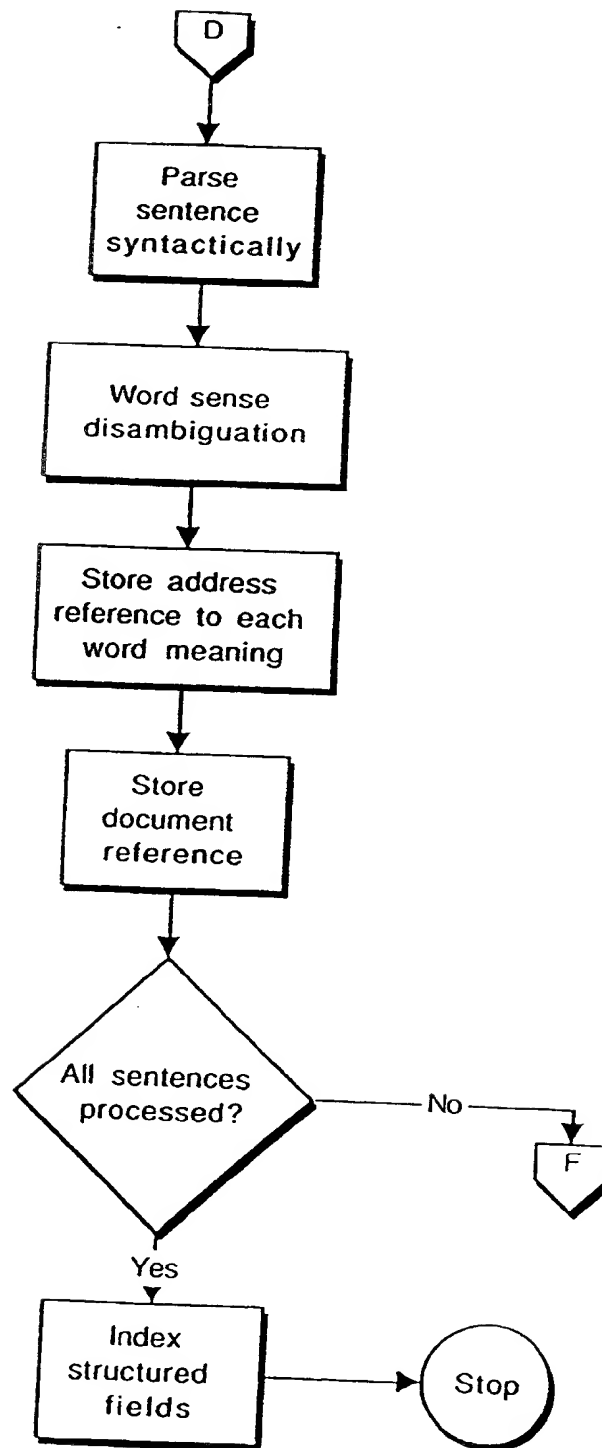 D
Parse
sentence
syntactically
Word sense
disambiguation
Store address
reference to each
word meaning
Store
document
reference
All sentences
processed?
No
F
Yes
Index
structured
fields
Stop